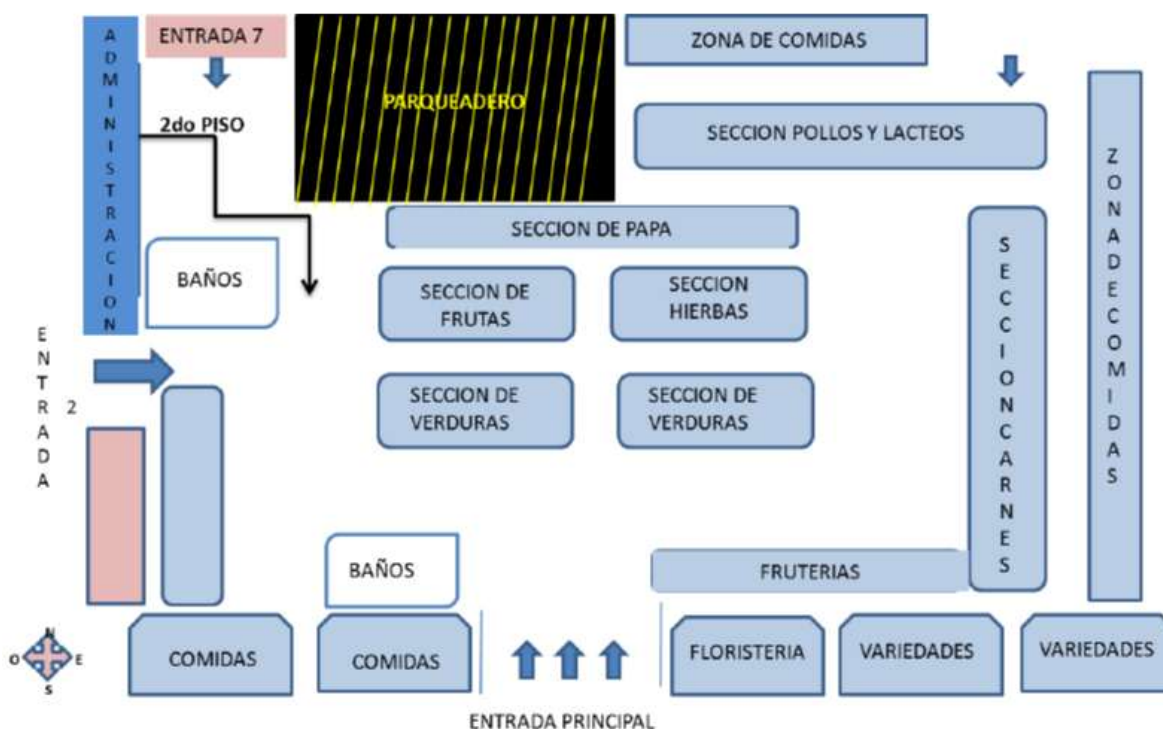 ADMINISTRACION
ENTRADA 7
PARQUEADERO
ZONA DE COMIDAS
2do PISO
SECCION POLLOS Y LACTEOS
ZONADECOMIDAS
SECCION DE PAPA
SECCIONCARNES
BAÑOS
SECCION DE
FRUTAS
SECCION
HIERBAS
ENTRADA
2
SECCION DE
VERDURAS
SECCION DE
VERDURAS
BAÑOS
FRUTERIAS
N
O
E
S
COMIDAS
COMIDAS
FLORISTERIA
VARIEDADES
VARIEDADES
ENTRADA PRINCIPAL